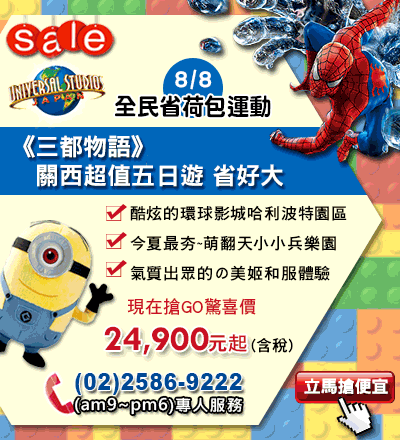 sale
UNIVERSAL STUDIOS
JAPAN
8/8
全民省荷包運動
《三都物語》
關西超值五日遊 省好大
酷炫的環球影城哈利波特園區
今夏最夯~萌翻天小小兵樂園
氣質出眾的の美姬和服體驗
現在搶GO驚喜價
24,900元起(含稅)
(02)2586-9222
(am9~pm6)專人服務
立馬搶便宜